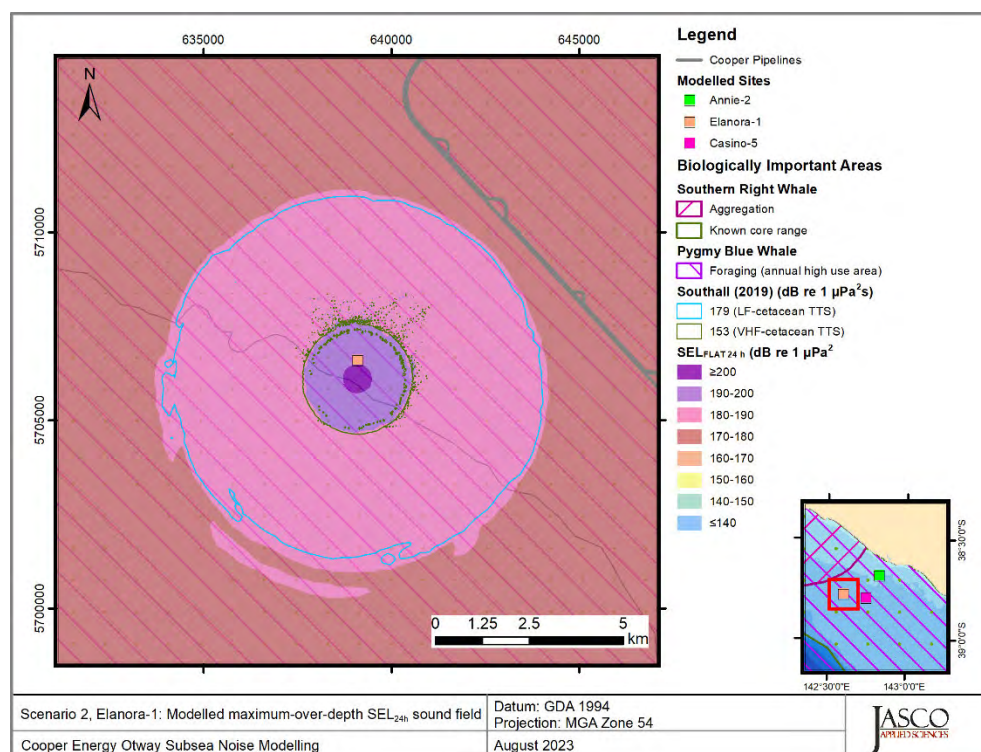 635000 640000 645000
N
5710000
5705000
5700000
0 1.25 2.5 5
km
Legend
Cooper Pipelines
Modelled Sites
Annie-2
Elanora-1
Casino-5
Biologically Important Areas
Southern Right Whale
Aggregation
Known core range
Pygmy Blue Whale
Foraging (annual high use area)
Southall (2019) (dB re 1 µPa²s)
179 (LF-cetacean TTS)
153 (VHF-cetacean TTS)
SELFLAT 24 h (dB re 1 µPa²
≥200
190-200
180-190
170-180
160-170
150-160
140-150
≤140
38°30'0"S
39°0'0"S
142°30'0"E 143°0'0"E
Scenario 2, Elanora-1: Modelled maximum-over-depth SEL24h sound field
Cooper Energy Otway Subsea Noise Modelling
Datum: GDA 1994
Projection: MGA Zone 54
August 2023
JASCO
APPLIED SCIENCES